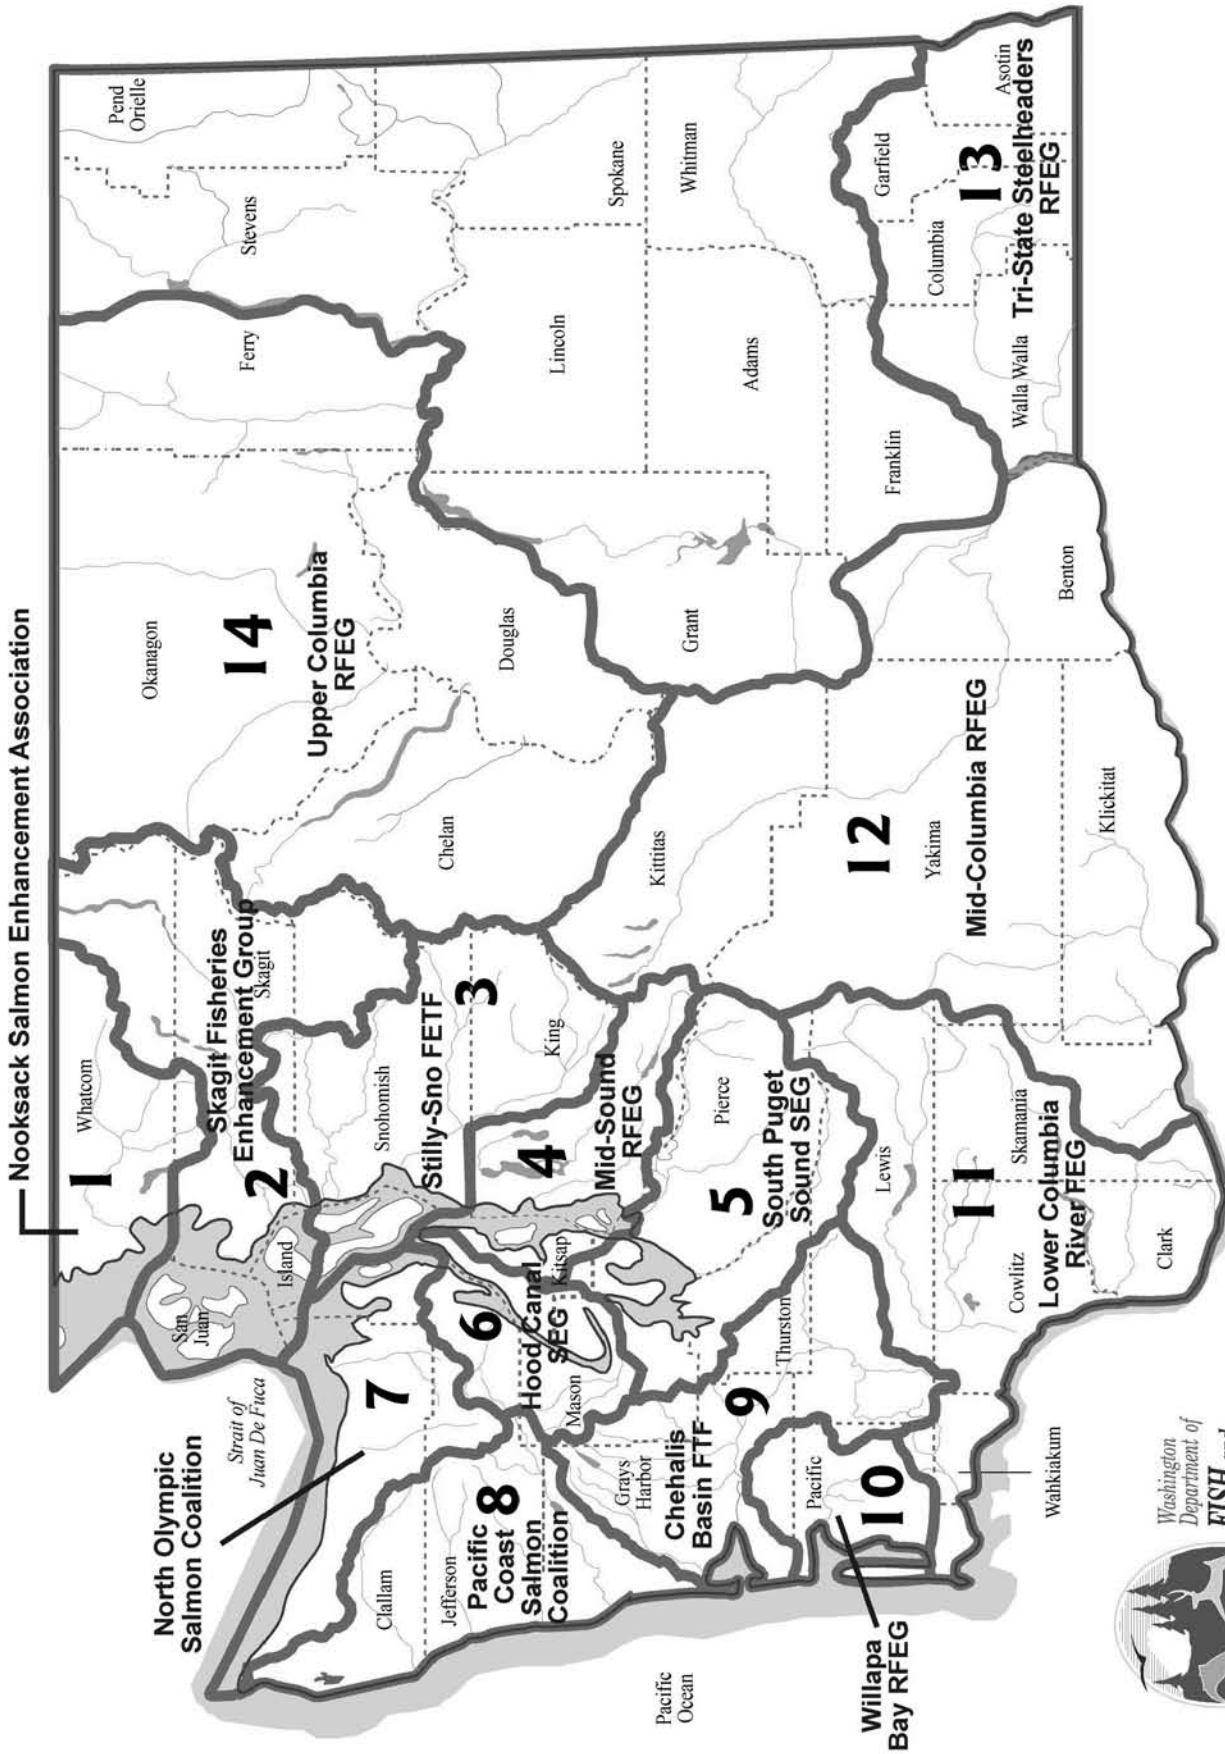 Nooksack Salmon Enhancement Association
Whatcom
1
Okanagon
14
Upper Columbia
RFEG
Ferry
Stevens
Pend
Orielle
San
Juan
Skagit Fisheries
Enhancement Group
Skagit
2
Island
North Olympic
Salmon Coalition
Strait of
Juan De Fuca
7
Clallam
Snohomish
Stilly-Sno FETF
3
King
Chelan
Douglas
Lincoln
Spokane
Jefferson
8
Pacific
Coast
Salmon
Coalition
6
Hood Canal
SEG
Kitsap
Mason
4
Mid-Sound
RFEG
Kittitas
Grant
Adams
Whitman
Pacific
Ocean
Grays
Harbor
Chehalis
Basin FTF
9
Thurston
5
South Puget
Sound SEG
Pierce
Willapa
Bay RFEG
Pacific
10
Lewis
12
Yakima
Mid-Columbia RFEG
Franklin
Benton
Garfield
Columbia
Walla Walla
Asotin
13
Tri-State Steelheaders
RFEG
Wahkiakum
Cowlitz
11
Skamania
Lower Columbia
River FEG
Clark
Klickitat
Washington
Department of
FISH and